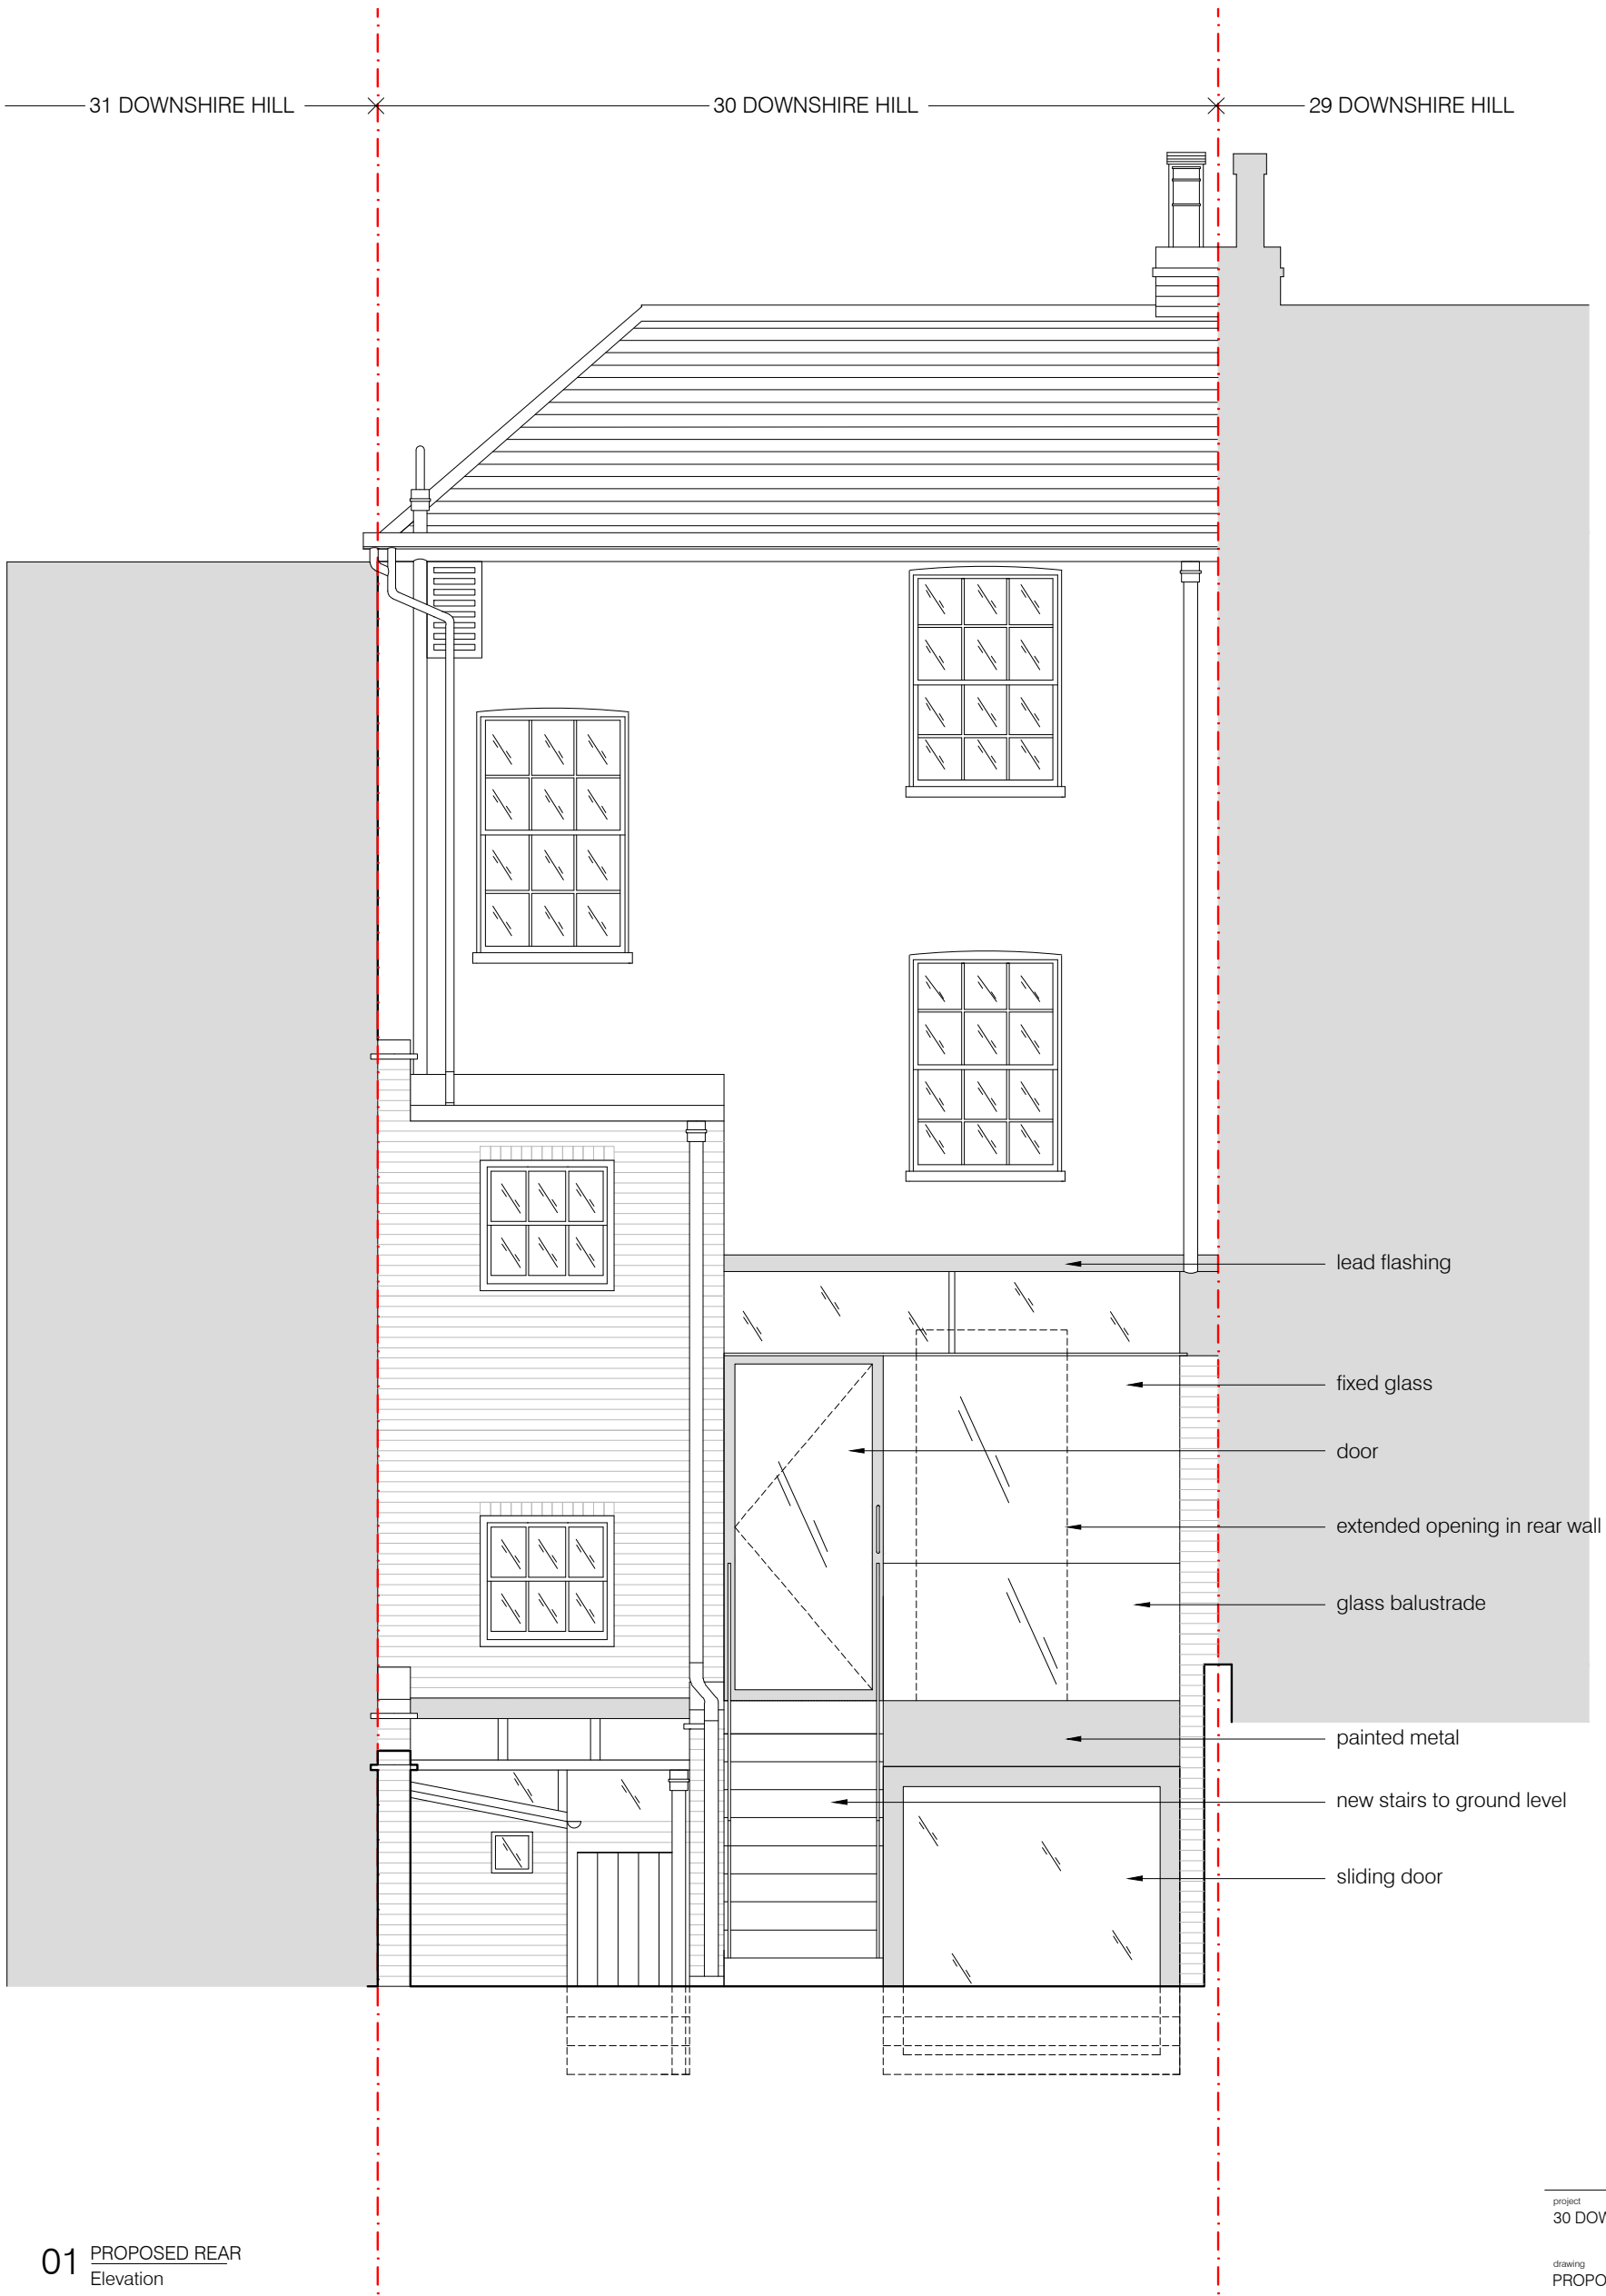 31 DOWNSHIRE HILL
30 DOWNSHIRE HILL
29 DOWNSHIRE HILL
lead flashing
fixed glass
door
extended opening in rear wall
glass balustrade
painted metal
new stairs to ground level
sliding door
project
30 DOW
01 PROPOSED REAR
Elevation
drawing
PROPO